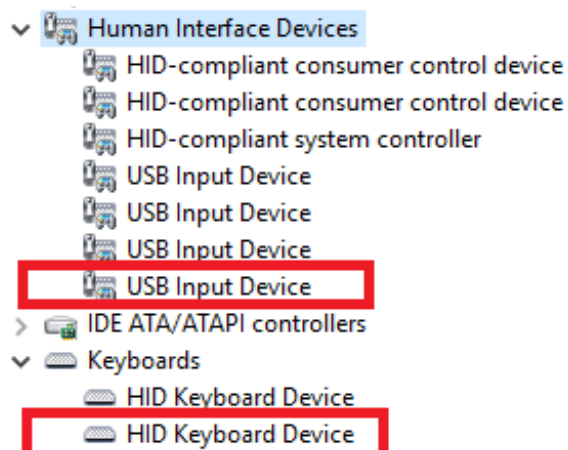 Human Interface Devices
HID-compliant consumer control device
HID-compliant consumer control device
HID-compliant system controller
USB Input Device
USB Input Device
USB Input Device
USB Input Device
IDE ATA/ATAPI controllers
Keyboards
HID Keyboard Device
HID Keyboard Device